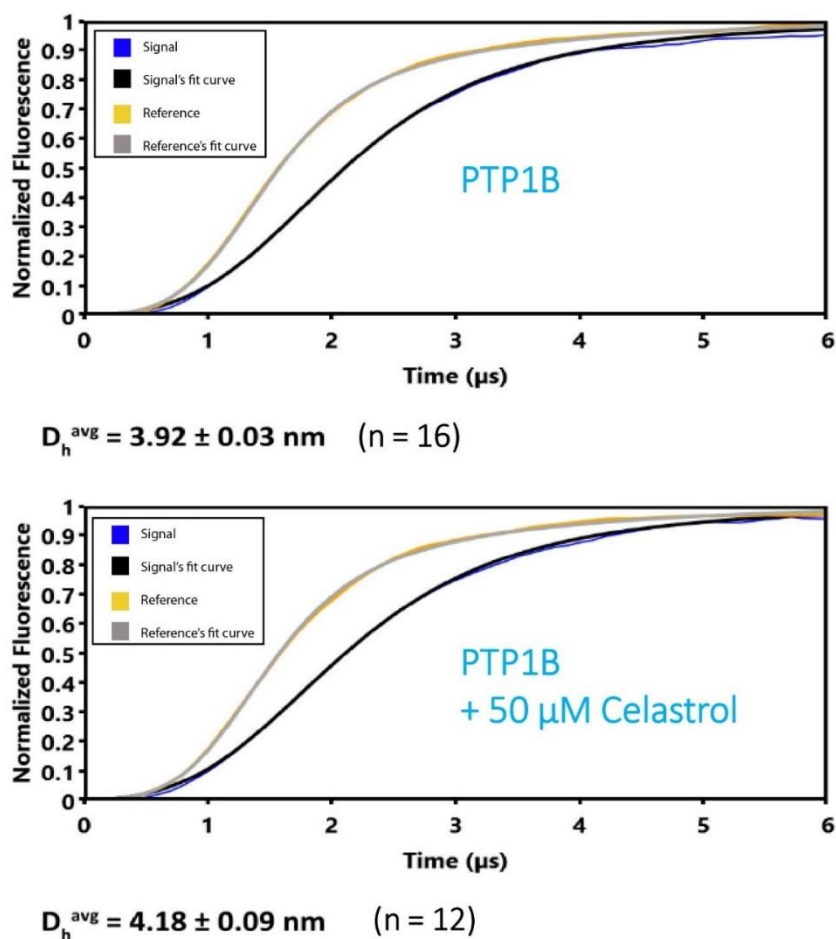 1
0.9
0.8
0.7
0.6
0.5
0.4
0.3
0.2
0.1
0
Normalized Fluorescence
Signal
Signal's fit curve
Reference
Reference's fit curve
PTP1B
0 1 2 3 4 5 6
Time (µs)
Dₕᵃᵛᵍ = 3.92 ± 0.03 nm (n = 16)
1
0.9
0.8
0.7
0.6
0.5
0.4
0.3
0.2
0.1
0
Normalized Fluorescence
Signal
Signal's fit curve
Reference
Reference's fit curve
PTP1B
+ 50 µM Celastrol
0 1 2 3 4 5 6
Time (µs)
Dₕᵃᵛᵍ = 4.18 ± 0.09 nm (n = 12)